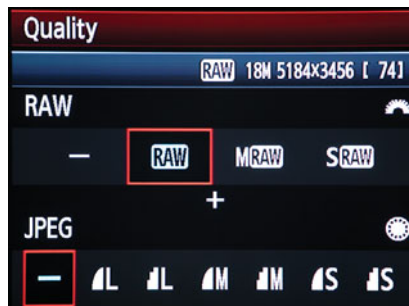 Quality
RAW 18M 5184x3456 [ 74]
RAW
— RAW MRAW SRAW
+
JPEG
— L L M M S S